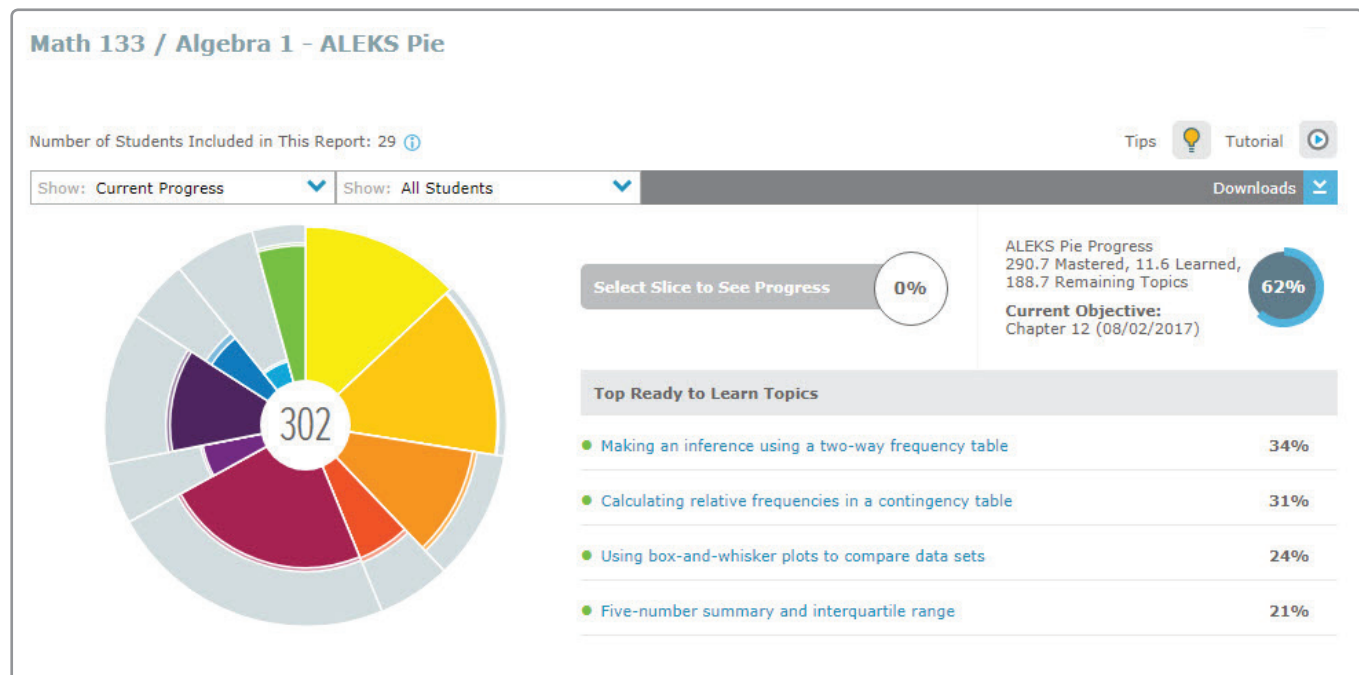 Math 133 / Algebra 1 - ALEKS Pie
Number of Students Included in This Report: 29
Tips
Tutorial
Show: Current Progress
Show: All Students
Downloads
302
Select Slice to See Progress
0%
ALEKS Pie Progress
290.7 Mastered, 11.6 Learned,
188.7 Remaining Topics
Current Objective:
Chapter 12 (08/02/2017)
62%
Top Ready to Learn Topics
Making an inference using a two-way frequency table 34%
Calculating relative frequencies in a contingency table 31%
Using box-and-whisker plots to compare data sets 24%
Five-number summary and interquartile range 21%